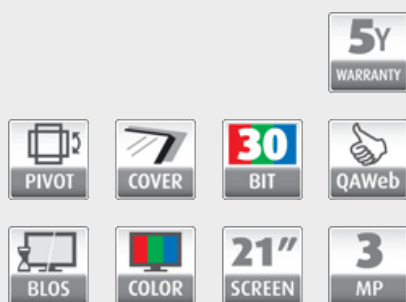 5Y
WARRANTY
PIVOT
COVER
30
BIT
QAWeb
BLOS
COLOR
21"
SCREEN
3
MP